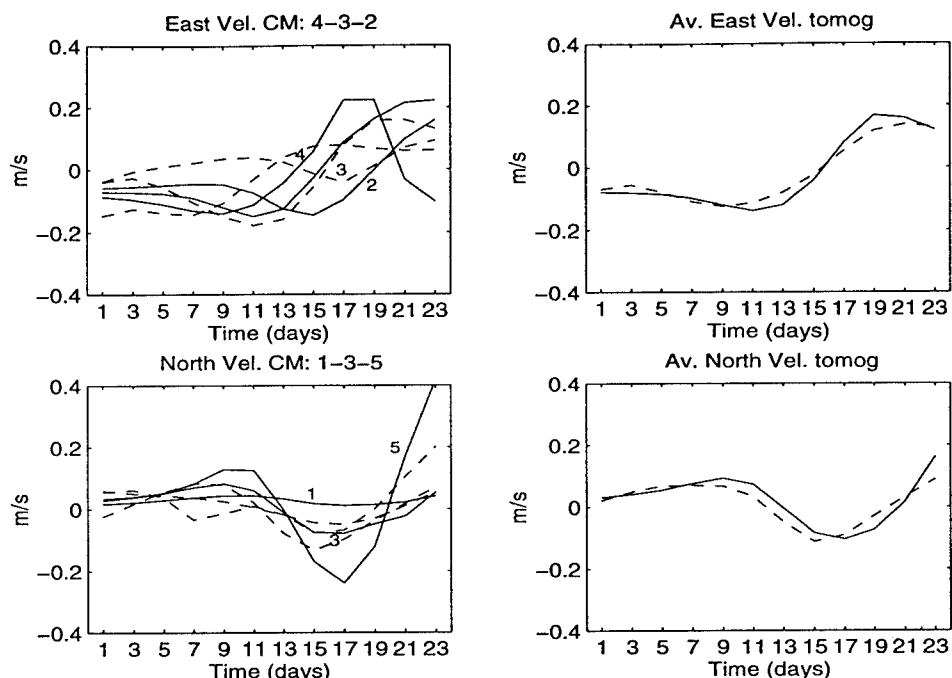 East Vel. CM: 4−3−2
0.4
0.2
0
−0.2
−0.4
m/s
4
3
2
1 3 5 7 9 11 13 15 17 19 21 23
Time (days)
Av. East Vel. tomog
0.4
0.2
0
−0.2
−0.4
m/s
1 3 5 7 9 11 13 15 17 19 21 23
Time (days)
North Vel. CM: 1−3−5
0.4
0.2
0
−0.2
−0.4
m/s
5
1
3
1 3 5 7 9 11 13 15 17 19 21 23
Time (days)
Av. North Vel. tomog
0.4
0.2
0
−0.2
−0.4
m/s
1 3 5 7 9 11 13 15 17 19 21 23
Time (days)